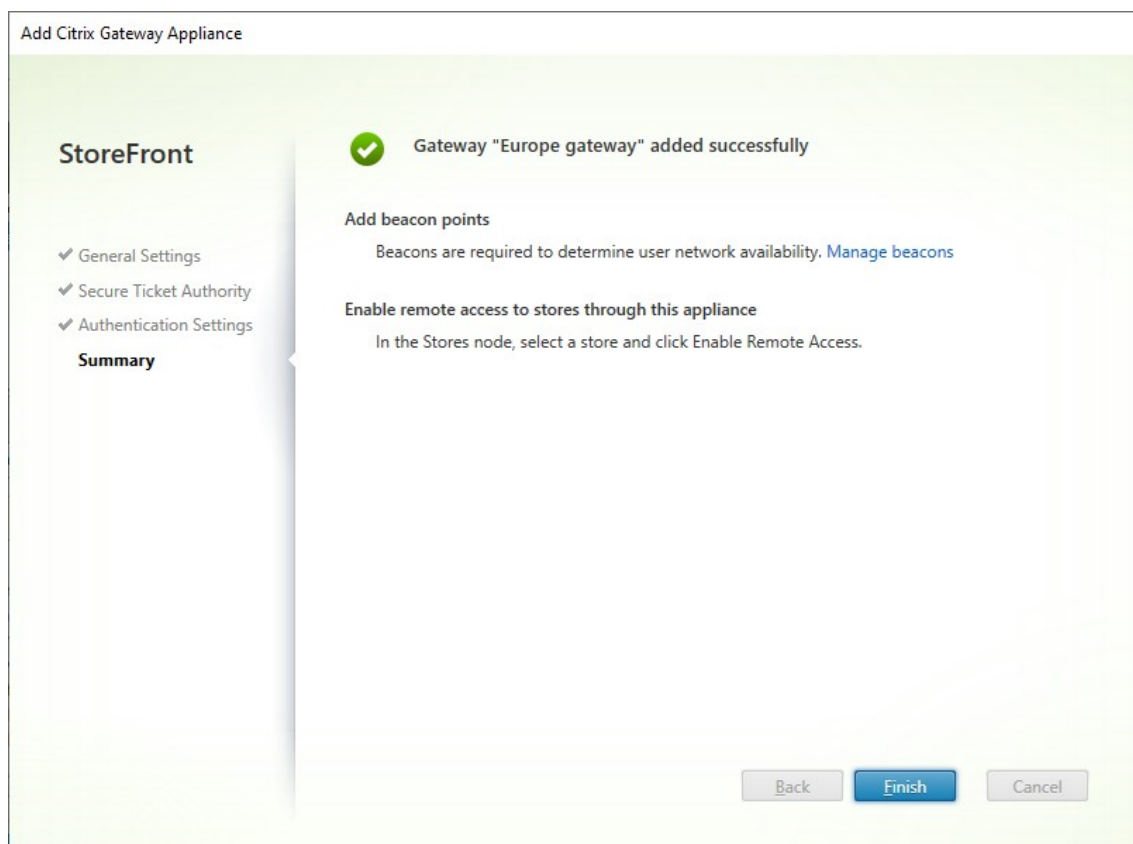 Add Citrix Gateway Appliance
StoreFront
General Settings
Secure Ticket Authority
Authentication Settings
Summary
Gateway "Europe gateway" added successfully
Add beacon points
Beacons are required to determine user network availability. Manage beacons
Enable remote access to stores through this appliance
In the Stores node, select a store and click Enable Remote Access.
Back
Finish
Cancel